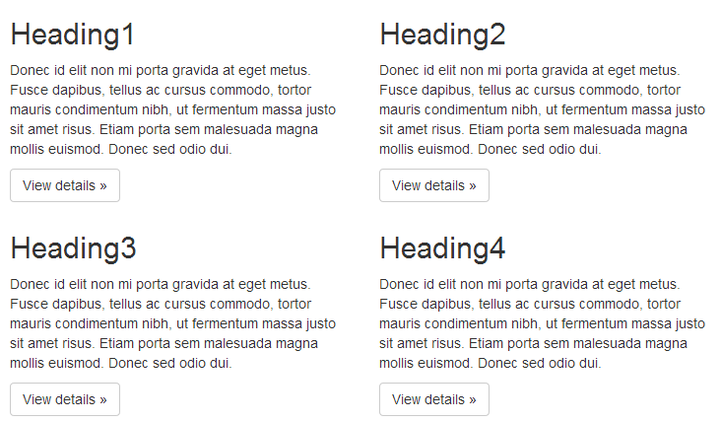 Heading1
Donec id elit non mi porta gravida at eget metus.
Fusce dapibus, tellus ac cursus commodo, tortor
mauris condimentum nibh, ut fermentum massa justo
sit amet risus. Etiam porta sem malesuada magna
mollis euismod. Donec sed odio dui.
View details »
Heading2
Donec id elit non mi porta gravida at eget metus.
Fusce dapibus, tellus ac cursus commodo, tortor
mauris condimentum nibh, ut fermentum massa justo
sit amet risus. Etiam porta sem malesuada magna
mollis euismod. Donec sed odio dui.
View details »
Heading3
Donec id elit non mi porta gravida at eget metus.
Fusce dapibus, tellus ac cursus commodo, tortor
mauris condimentum nibh, ut fermentum massa justo
sit amet risus. Etiam porta sem malesuada magna
mollis euismod. Donec sed odio dui.
View details »
Heading4
Donec id elit non mi porta gravida at eget metus.
Fusce dapibus, tellus ac cursus commodo, tortor
mauris condimentum nibh, ut fermentum massa justo
sit amet risus. Etiam porta sem malesuada magna
mollis euismod. Donec sed odio dui.
View details »